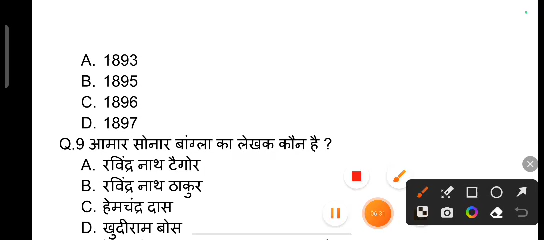 A. 1893
B. 1895
C. 1896
D. 1897
Q.9 आमार सोनार बांग्ला का लेखक कौन है ?
A. रविंद्र नाथ टैगोर
B. रविंद्र नाथ ठाकुर
C. हेमचंद्र दास
D. खुदीराम बोस